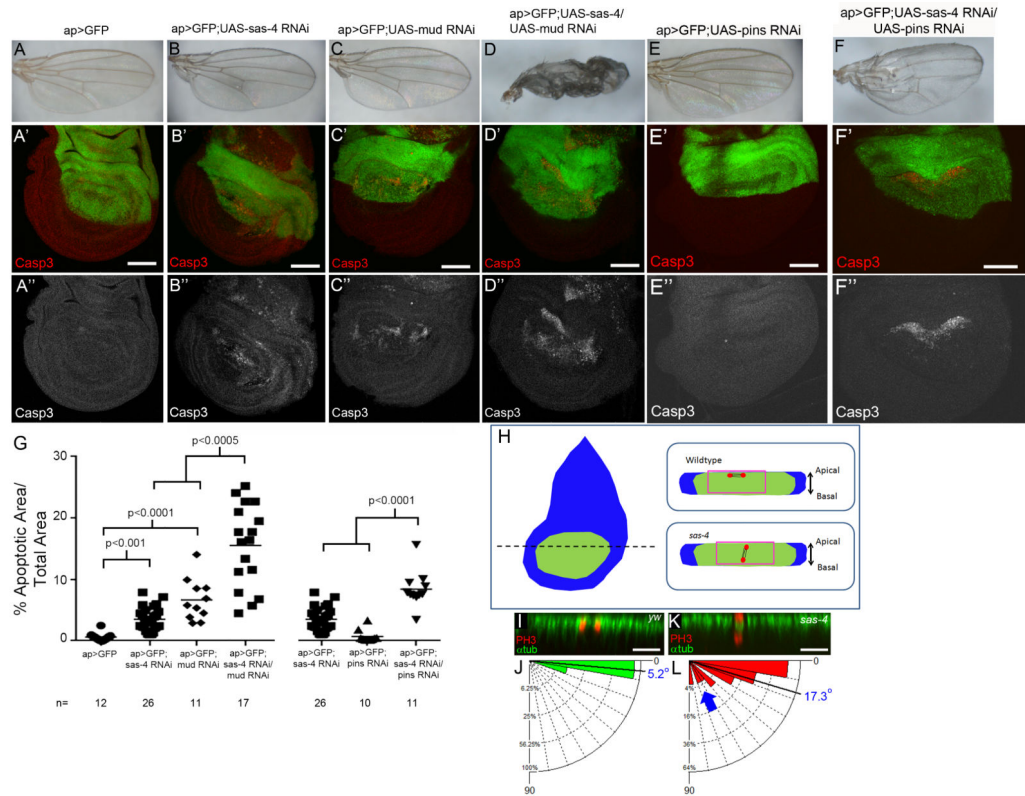 ap>GFP
ap>GFP;UAS-sas-4 RNAi
ap>GFP;UAS-mud RNAi
ap>GFP;UAS-sas-4/
UAS-mud RNAi
ap>GFP;UAS-pins RNAi
ap>GFP;UAS-sas-4 RNAi/
UAS-pins RNAi
A
B
C
D
E
F
A'
B'
C'
D'
E'
F'
Casp3
Casp3
Casp3
Casp3
Casp3
Casp3
A''
B''
C''
D''
E''
F''
Casp3
Casp3
Casp3
Casp3
Casp3
Casp3
G
% Apoptotic Area/
Total Area
30
20
10
0
p<0.0005
p<0.0001
p<0.001
p<0.0001
ap>GFP
ap>GFP;
sas-4 RNAi
ap>GFP;
mud RNAi
ap>GFP;
sas-4 RNAi/
mud RNAi
ap>GFP;
sas-4 RNAi
ap>GFP;
pins RNAi
ap>GFP;
sas-4 RNAi/
pins RNAi
n= 12 26 11 17 26 10 11
H
Wildtype
Apical
Basal
sas-4
Apical
Basal
I
yw
PH3
αtub
K
sas-4
PH3
αtub
J
0
5.2°
6.25%
25%
56.25%
100%
90
L
0
17.3°
4%
16%
36%
64%
90